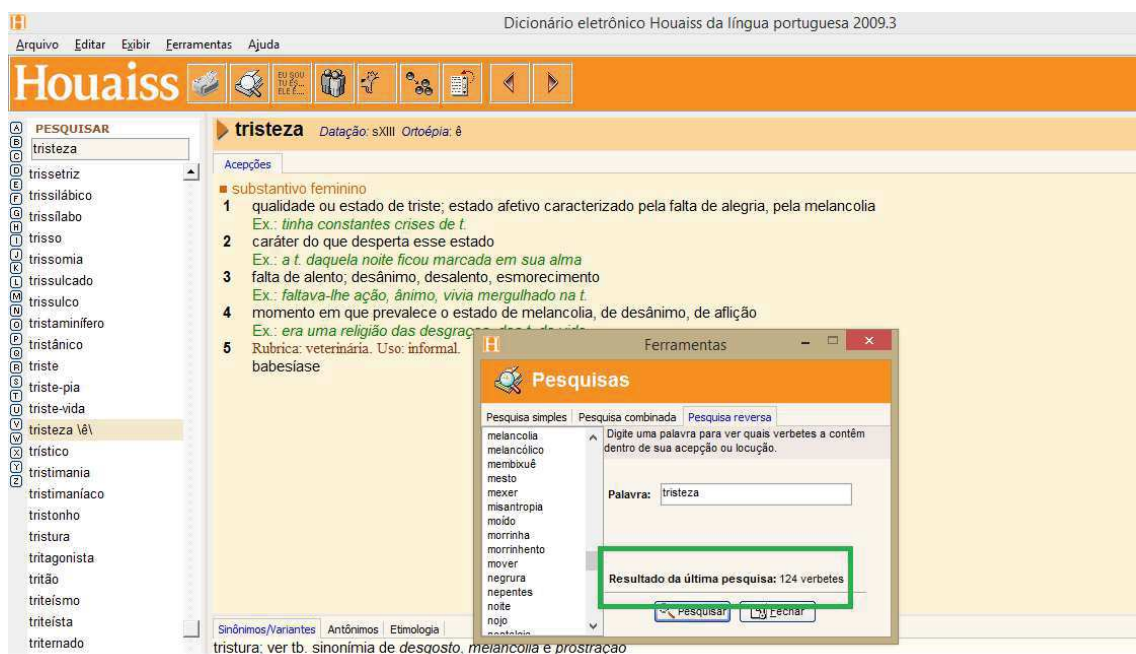 Dicionário eletrônico Houaiss da língua portuguesa 2009.3
Arquivo Editar Exibir Ferramentas Ajuda
Houaiss
EU SOU
TU ÉS...
ELE É...
A
B
C
D
E
F
G
H
I
J
K
L
M
N
O
P
Q
R
S
T
U
V
W
X
Y
Z
PESQUISAR
tristeza
trissetriz
trissilábico
trissílabo
trisso
trissomia
trissulcado
trissulco
tristaminífero
tristânico
triste
triste-pia
triste-vida
tristeza \ê\
trístico
tristimania
tristimaníaco
tristonho
tristura
tritagonista
tritão
triteísmo
triteísta
triternado
tristeza Datação: sXIII Ortoépia: ê
Acepções
substantivo feminino
1 qualidade ou estado de triste; estado afetivo caracterizado pela falta de alegria, pela melancolia
Ex.: tinha constantes crises de t.
2 caráter do que desperta esse estado
Ex.: a t. daquela noite ficou marcada em sua alma
3 falta de alento; desânimo, desalento, esmorecimento
Ex.: faltava-lhe ação, ânimo, vivia mergulhado na t.
4 momento em que prevalece o estado de melancolia, de desânimo, de aflição
Ex.: era uma religião das desgraças, das t. da vida
5 Rubrica: veterinária. Uso: informal.
babesíase
H Ferramentas
Pesquisas
Pesquisa simples Pesquisa combinada Pesquisa reversa
melancolia
melancólico
membixuê
mesto
mexer
misantropia
moído
morrinha
morrinhento
mover
negrura
nepentes
noite
nojo
Digite uma palavra para ver quais verbetes a contêm
dentro de sua acepção ou locução.
Palavra: tristeza
Resultado da última pesquisa: 124 verbetes
Pesquisar Fechar
Sinônimos/Variantes Antônimos Etimologia
tristura; ver tb. sinonímia de desgosto, melancolia e prostração